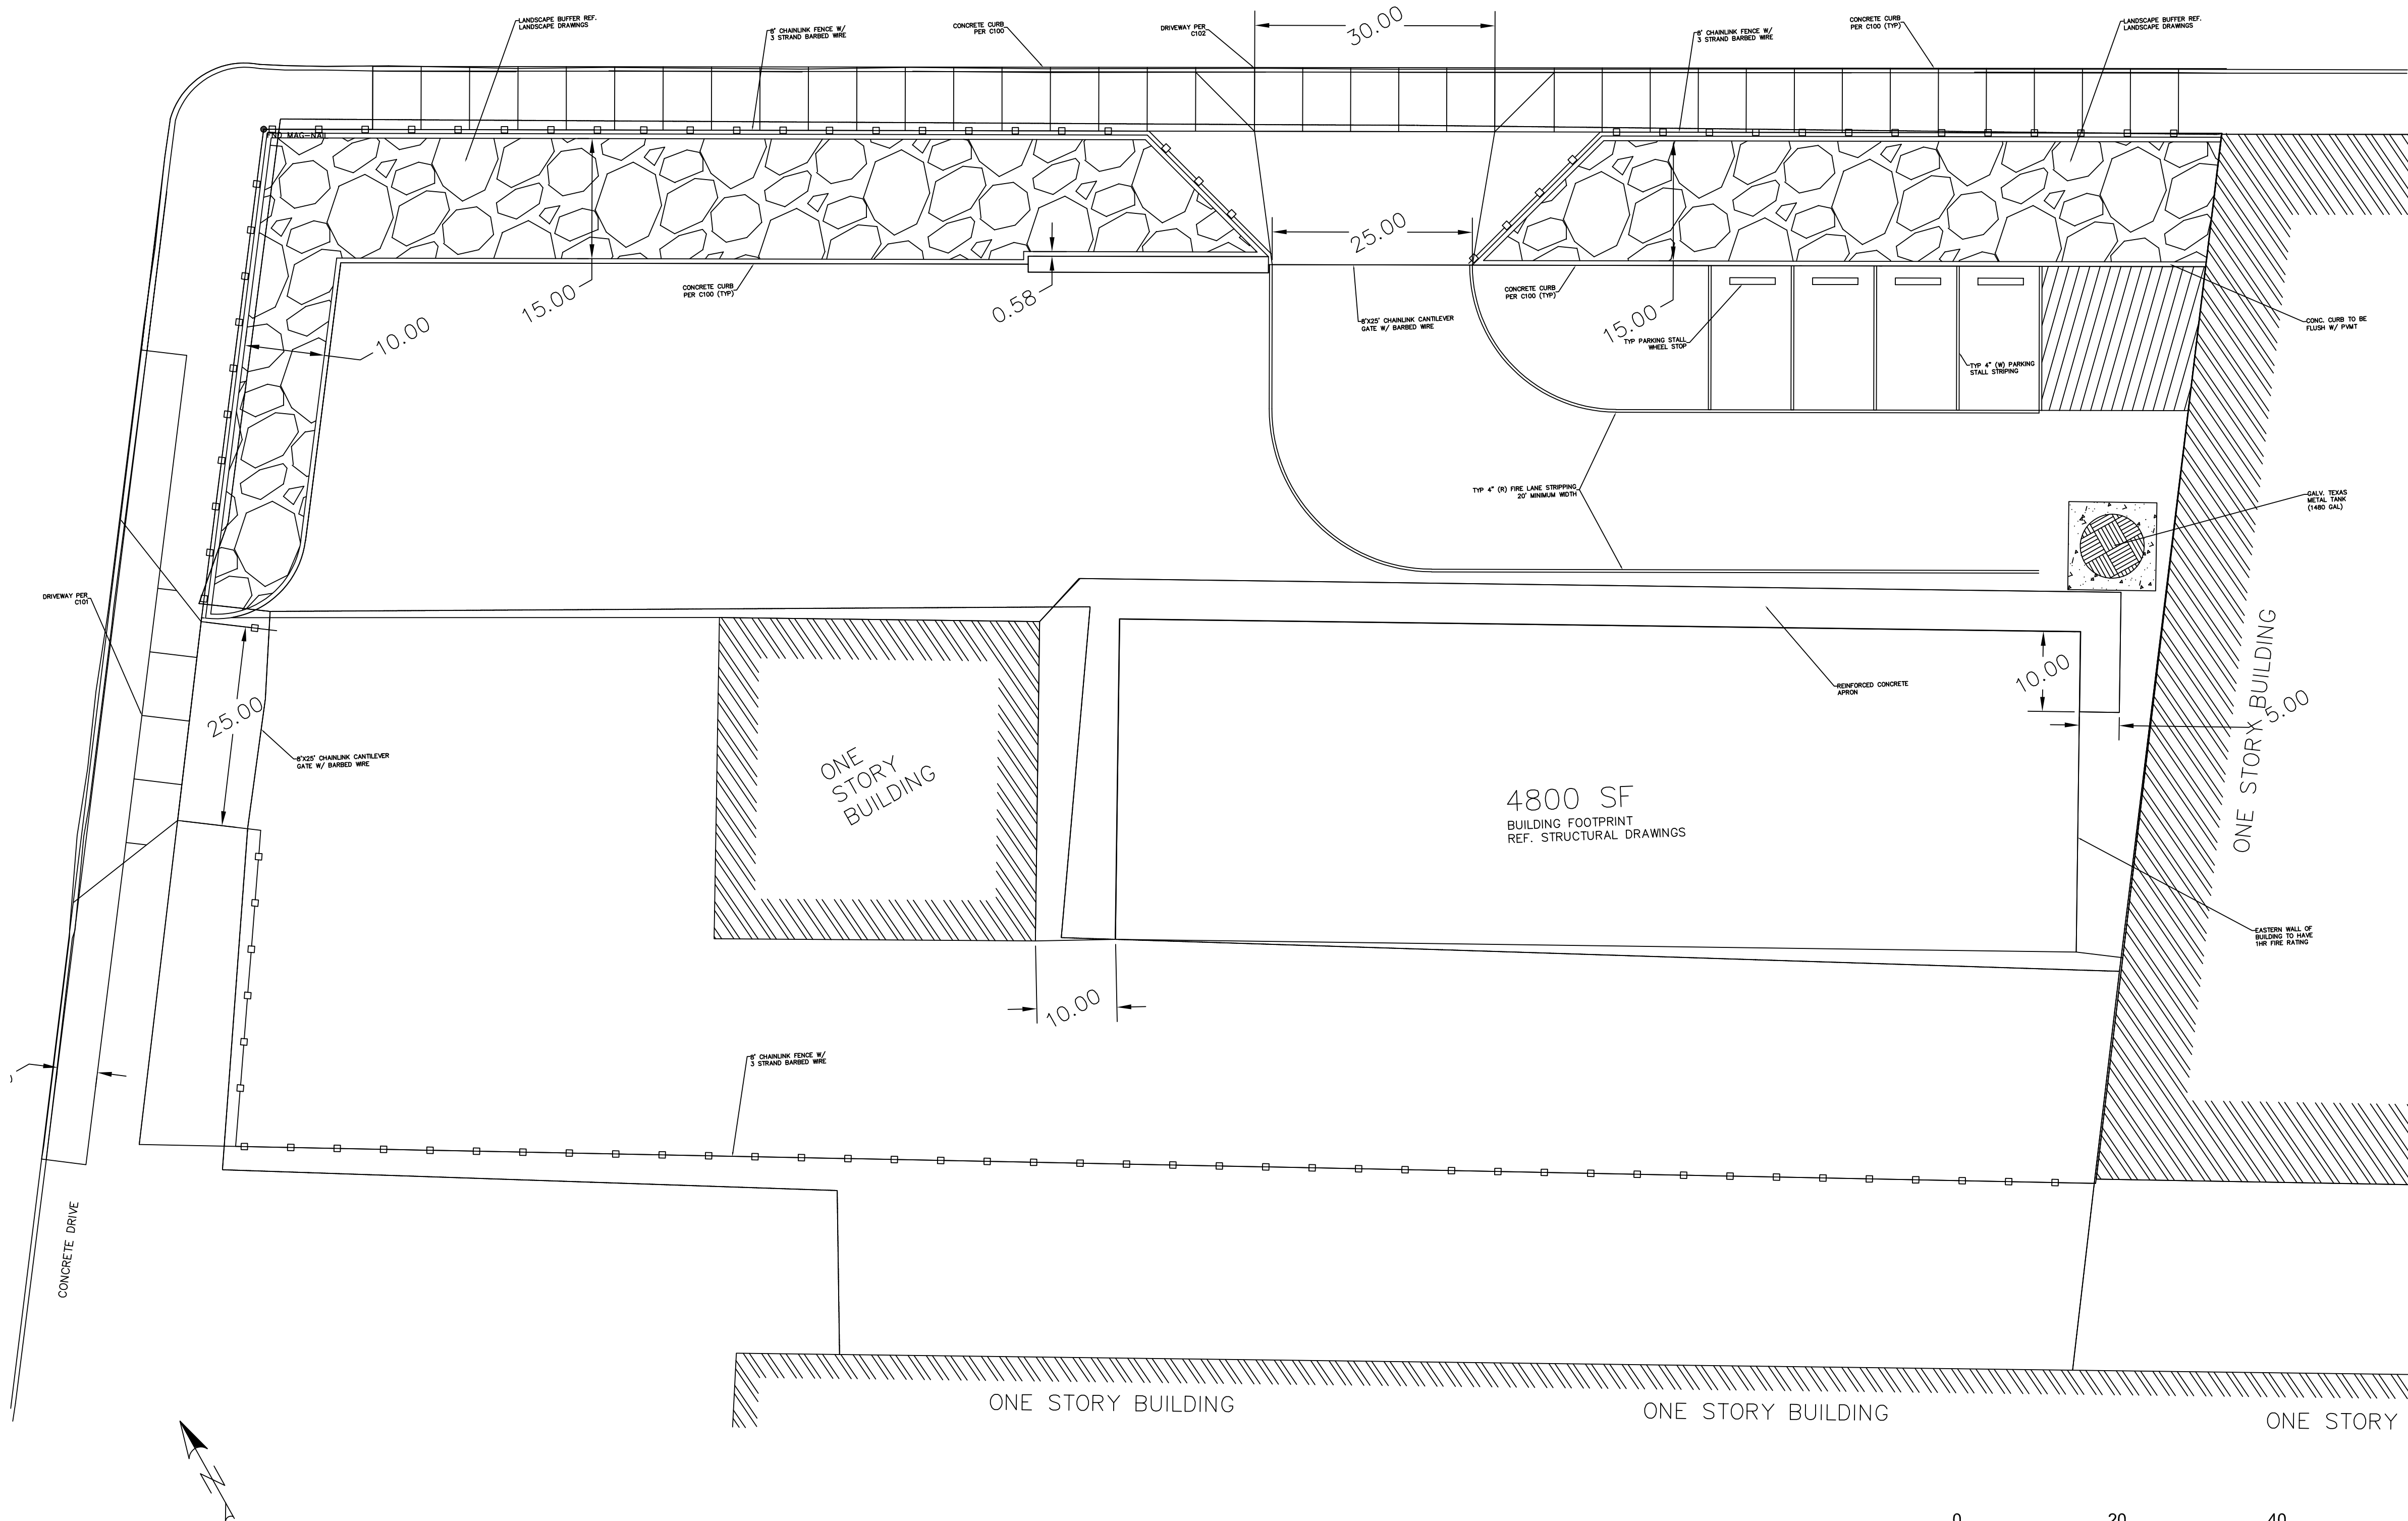 LANDSCAPE BUFFER REF.
LANDSCAPE DRAWINGS
8' CHAINLINK FENCE W/
3 STRAND BARBED WIRE
CONCRETE CURB
PER C100
DRIVEWAY PER
C102
30.00
8' CHAINLINK FENCE W/
3 STRAND BARBED WIRE
CONCRETE CURB
PER C100 (TYP)
LANDSCAPE BUFFER REF.
LANDSCAPE DRAWINGS
FND MAG-NAIL
25.00
15.00
10.00
CONCRETE CURB
PER C100 (TYP)
0.58
8'X25' CHAINLINK CANTILEVER
GATE W/ BARBED WIRE
CONCRETE CURB
PER C100 (TYP)
15.00
TYP PARKING STALL
WHEEL STOP
TYP 4" (W) PARKING
STALL STRIPING
CONC. CURB TO BE
FLUSH W/ PVMT
TYP 4" (R) FIRE LANE STRIPPING
20' MINIMUM WIDTH
GALV. TEXAS
METAL TANK
(1480 GAL)
DRIVEWAY PER
C101
25.00
8'X25' CHAINLINK CANTILEVER
GATE W/ BARBED WIRE
ONE
STORY
BUILDING
REINFORCED CONCRETE
APRON
10.00
5.00
ONE STORY BUILDING
4800 SF
BUILDING FOOTPRINT
REF. STRUCTURAL DRAWINGS
EASTERN WALL OF
BUILDING TO HAVE
1HR FIRE RATING
10.00
8' CHAINLINK FENCE W/
3 STRAND BARBED WIRE
CONCRETE DRIVE
ONE STORY BUILDING
ONE STORY BUILDING
ONE STORY
0 20 40